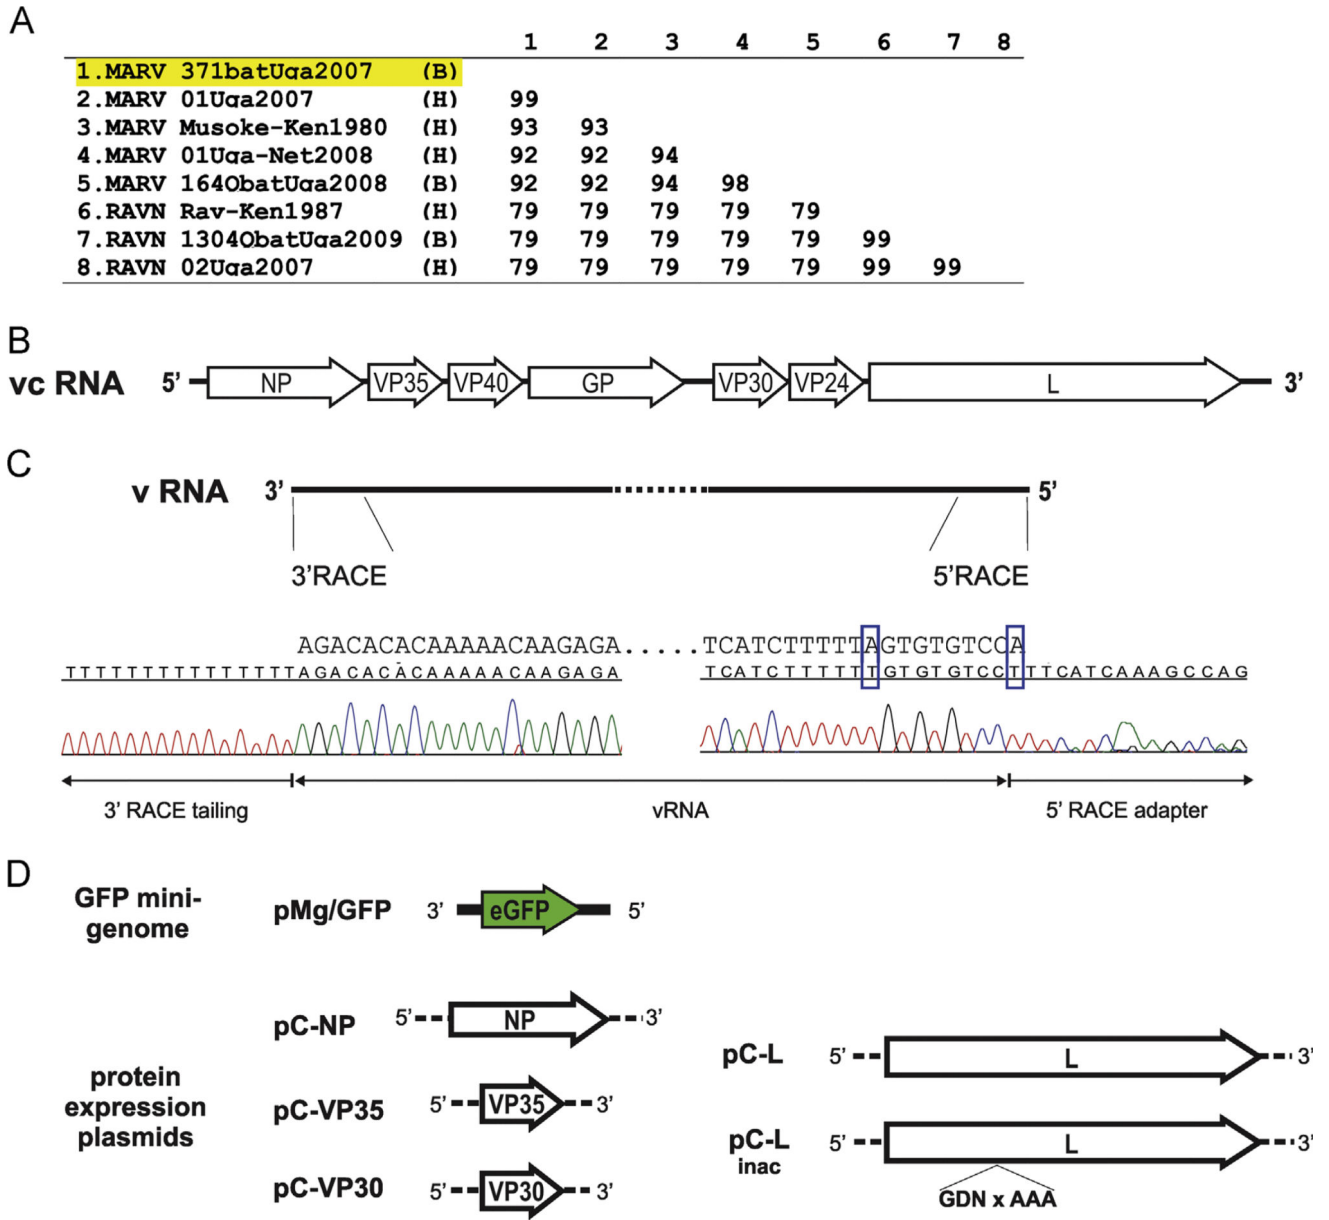 A
1 2 3 4 5 6 7 8
1.MARV 371batUga2007 (B)
2.MARV 01Uga2007 (H) 99
3.MARV Musoke-Ken1980 (H) 93 93
4.MARV 01Uga-Net2008 (H) 92 92 94
5.MARV 164QbatUga2008 (B) 92 92 94 98
6.RAVN Rav-Ken1987 (H) 79 79 79 79 79
7.RAVN 1304QbatUga2009 (B) 79 79 79 79 79 99
8.RAVN 02Uga2007 (H) 79 79 79 79 79 99 99
B
vc RNA 5’ NP VP35 VP40 GP VP30 VP24 L 3’
C
v RNA 3’ 5’
3’RACE 5’RACE
AGACACACAAAAACAAGAGA.....TCATCTTTTTAGTGTGTCCA
TTTTTTTTTTTTTTTAGACACACAAAAACAAGAGA TCATCTTTTTTGTGTGTCCTTTCATCAAAGCCAG
3’ RACE tailing vRNA 5’ RACE adapter
D
GFP mini-
genome
pMg/GFP 3’ eGFP 5’
protein
expression
plasmids
pC-NP 5’ NP 3’
pC-VP35 5’ VP35 3’
pC-VP30 5’ VP30 3’
pC-L 5’ L 3’
pC-L 5’ L 3’
inac
GDN x AAA